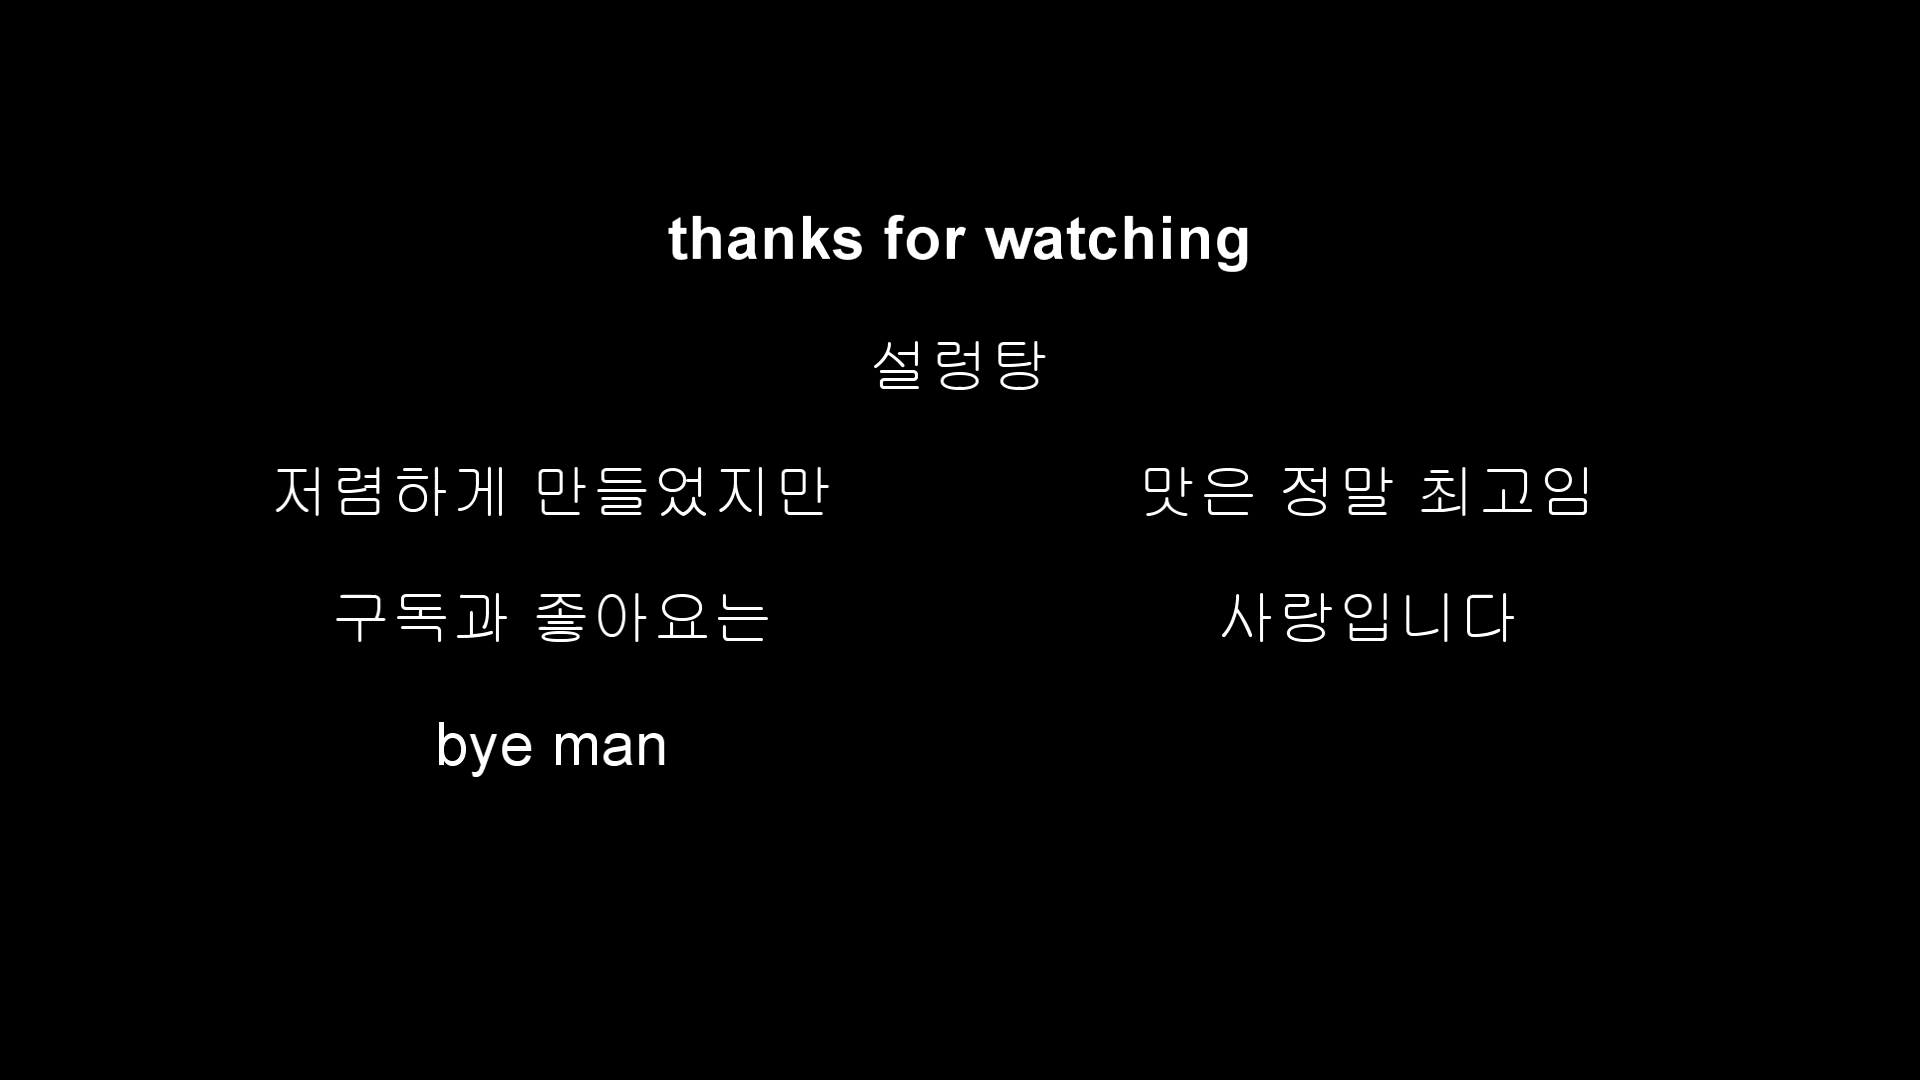 thanks for watching
설렁탕
저렴하게 만들었지만 맛은 정말 최고임
구독과 좋아요는 사랑입니다
bye man